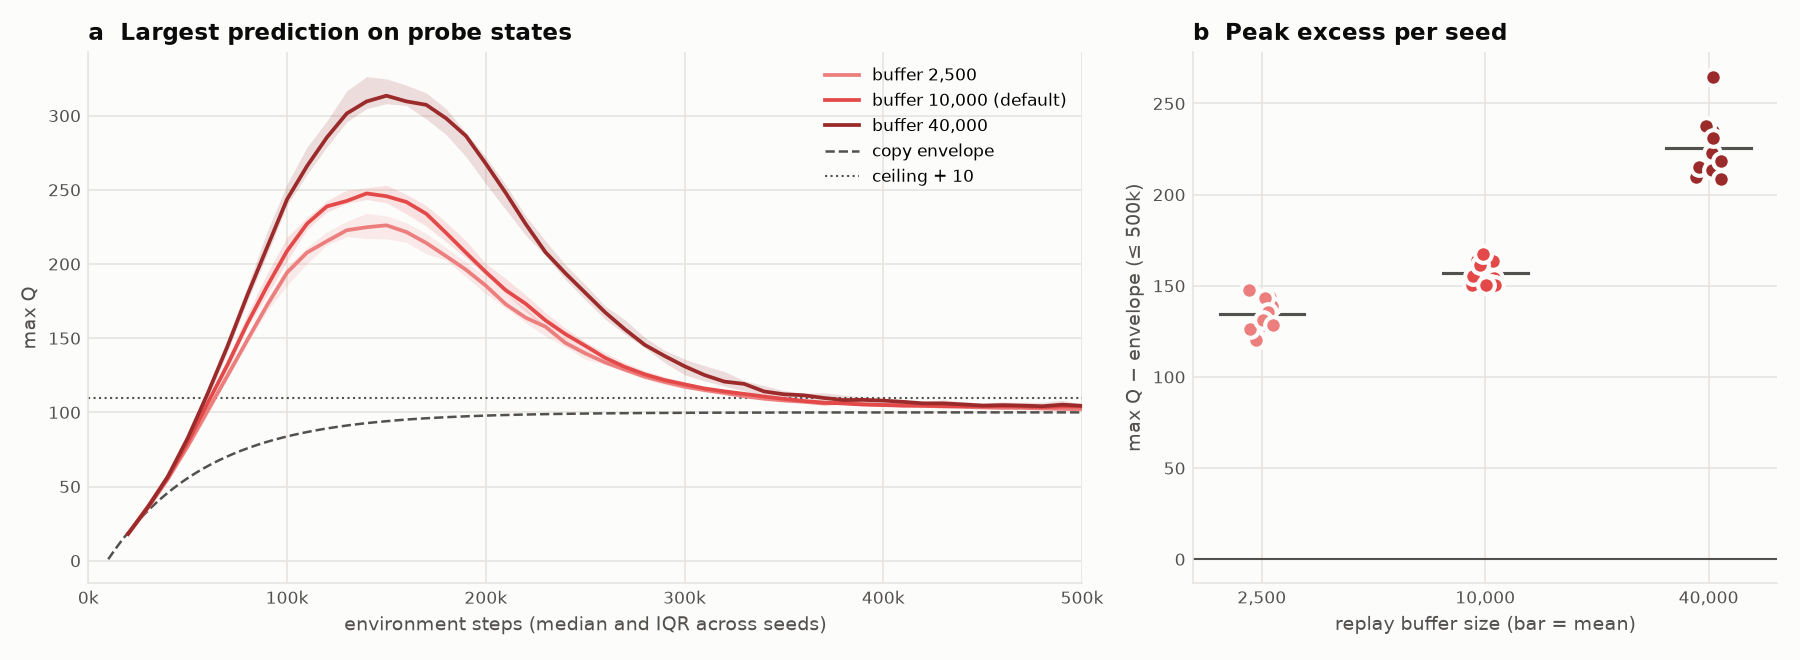 a Largest prediction on probe states
max Q
300
250
200
150
100
50
0
0k
100k
200k
300k
400k
500k
environment steps (median and IQR across seeds)
buffer 2,500
buffer 10,000 (default)
buffer 40,000
copy envelope
ceiling + 10
b Peak excess per seed
max Q − envelope (≤ 500k)
250
200
150
100
50
0
2,500
10,000
40,000
replay buffer size (bar = mean)